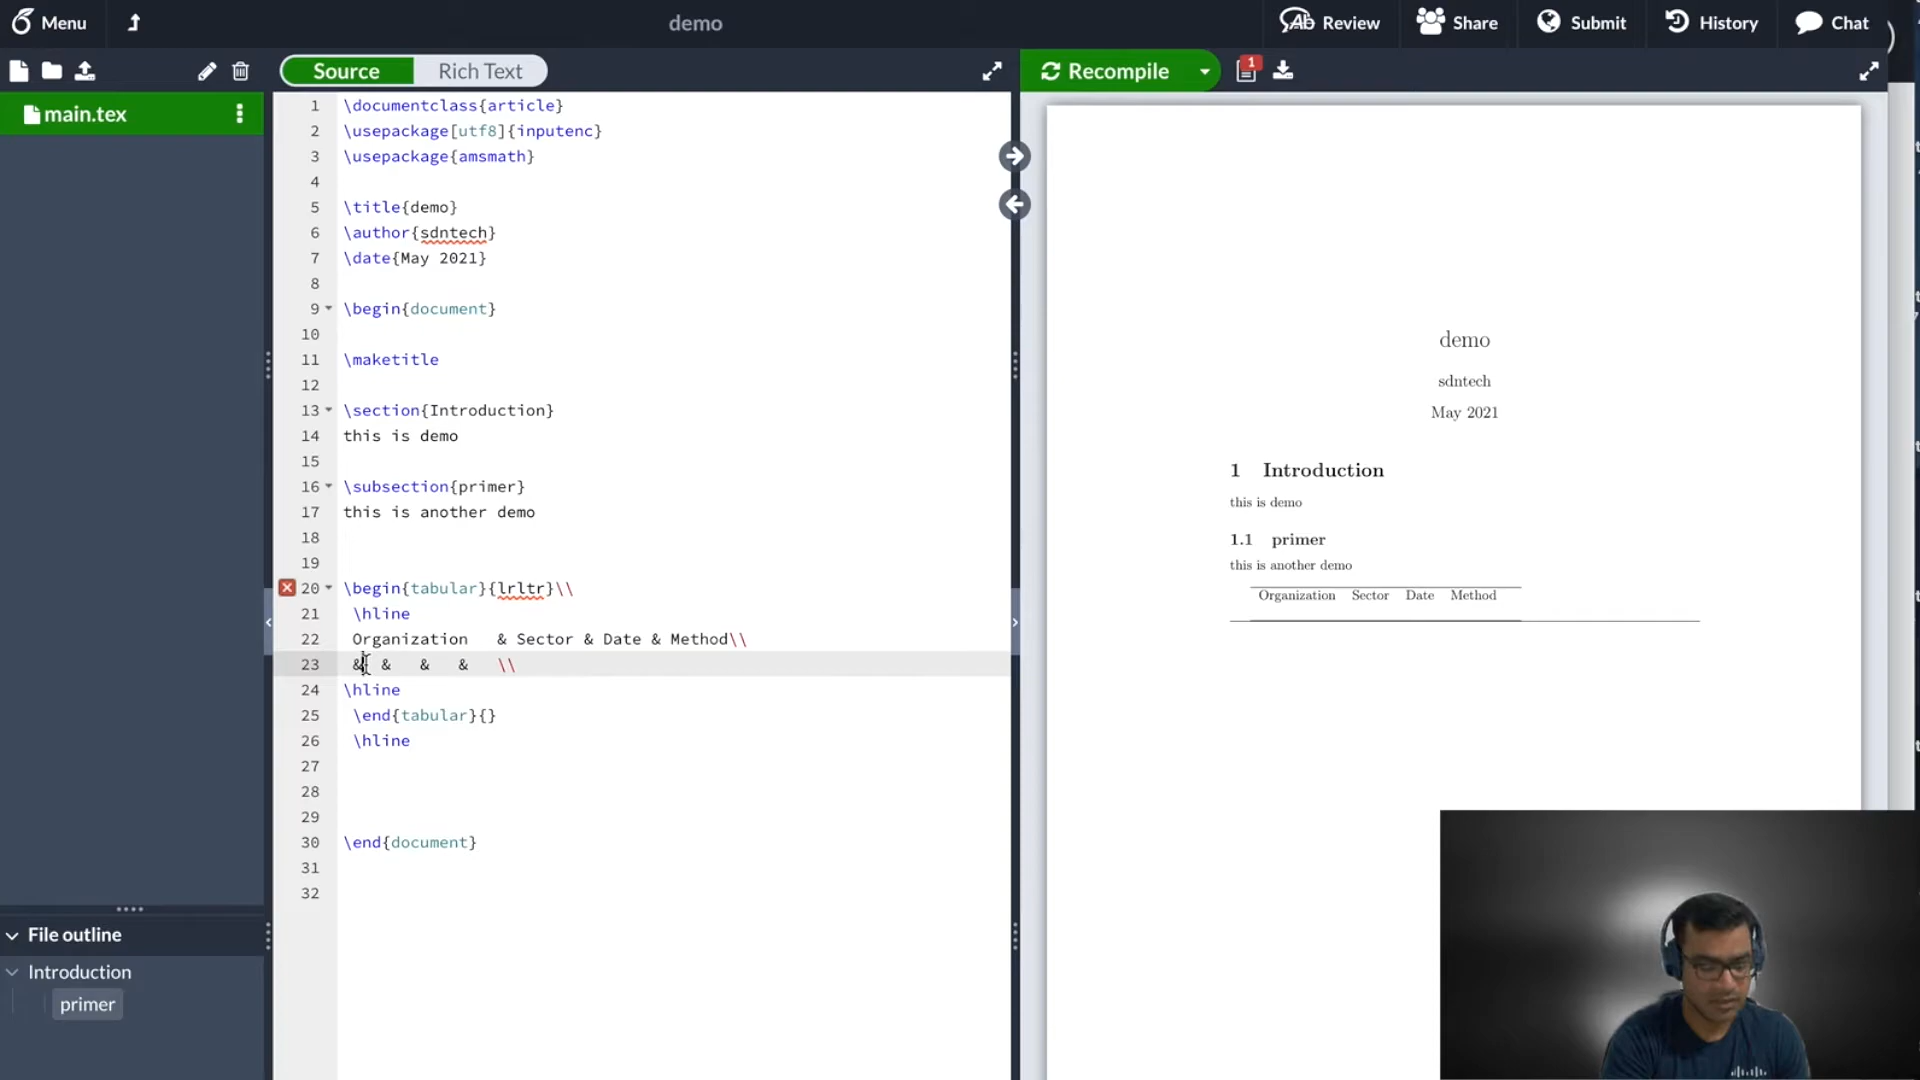 Menu
demo
Review
Share
Submit
History
Chat
Source
Rich Text
Recompile
1
main.tex
1 \documentclass{article}
2 \usepackage[utf8]{inputenc}
3 \usepackage{amsmath}
4
5 \title{demo}
6 \author{sdntech}
7 \date{May 2021}
8
9 \begin{document}
10
11 \maketitle
12
13 \section{Introduction}
14 this is demo
15
16 \subsection{primer}
17 this is another demo
18
19
20 \begin{tabular}{lrltr}\\
21 \hline
22 Organization & Sector & Date & Method\\
23 & & & & \\
24 \hline
25 \end{tabular}{}
26 \hline
27
28
29
30 \end{document}
31
32
File outline
Introduction
primer
demo
sdntech
May 2021
1 Introduction
this is demo
1.1 primer
this is another demo
Organization Sector Date Method